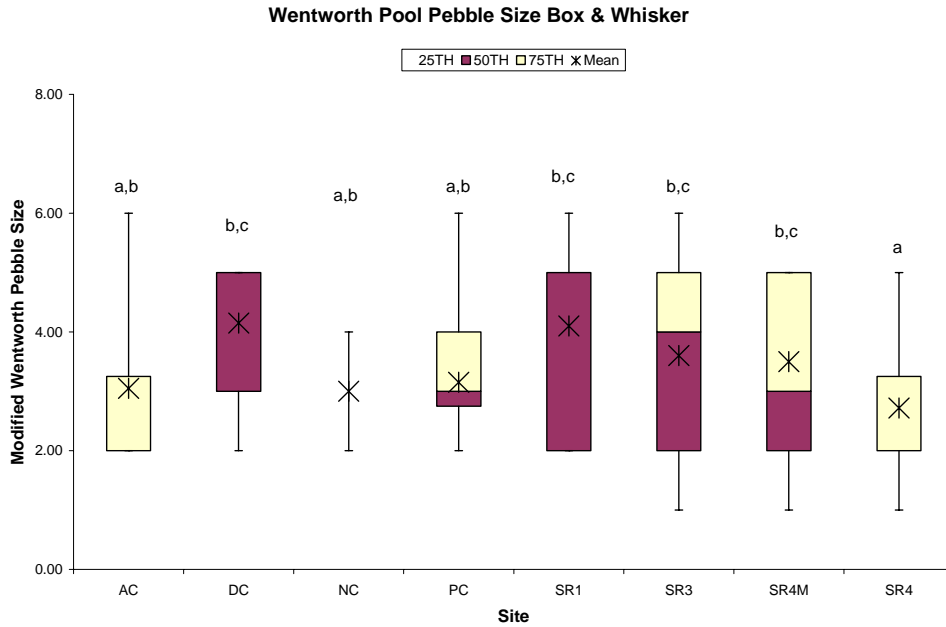 Wentworth Pool Pebble Size Box & Whisker
25TH 50TH 75TH Mean
Modified Wentworth Pebble Size
8.00
6.00
4.00
2.00
0.00
a,b
b,c
a,b
a,b
b,c
b,c
b,c
a
AC DC NC PC SR1 SR3 SR4M SR4
Site